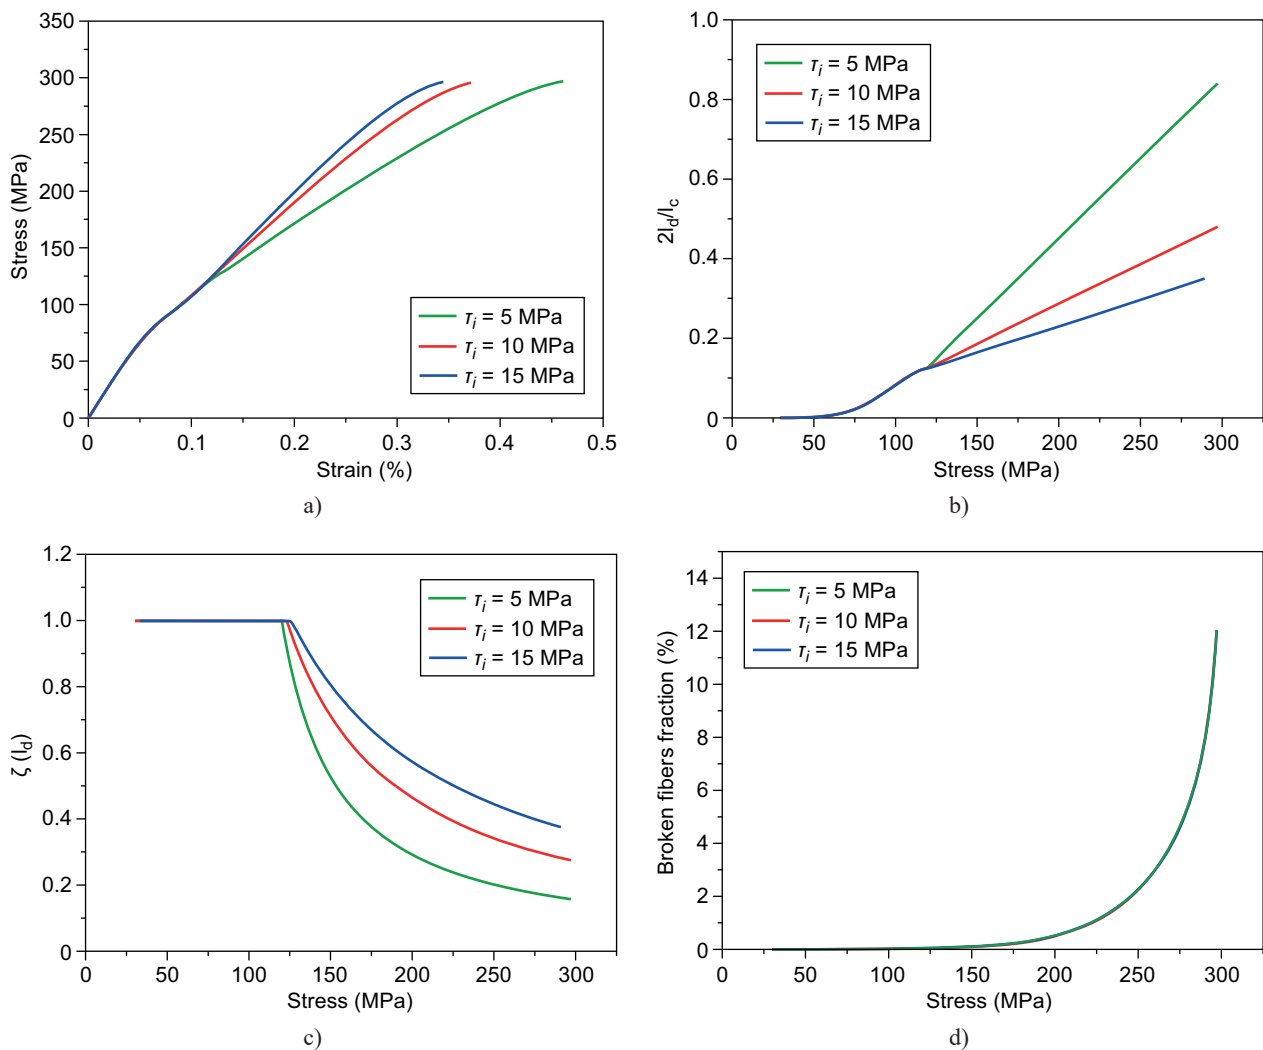 350
300
250
200
150
100
50
0
Stress (MPa)
τi = 5 MPa
τi = 10 MPa
τi = 15 MPa
0 0.1 0.2 0.3 0.4 0.5
Strain (%)
a)
1.0
0.8
0.6
0.4
0.2
0
2ld/lc
τi = 5 MPa
τi = 10 MPa
τi = 15 MPa
0 50 100 150 200 250 300
Stress (MPa)
b)
1.2
1.0
0.8
0.6
0.4
0.2
0
ζ (ld)
τi = 5 MPa
τi = 10 MPa
τi = 15 MPa
0 50 100 150 200 250 300
Stress (MPa)
c)
14
12
10
8
6
4
2
0
Broken fibers fraction (%)
τi = 5 MPa
τi = 10 MPa
τi = 15 MPa
0 50 100 150 200 250 300
Stress (MPa)
d)